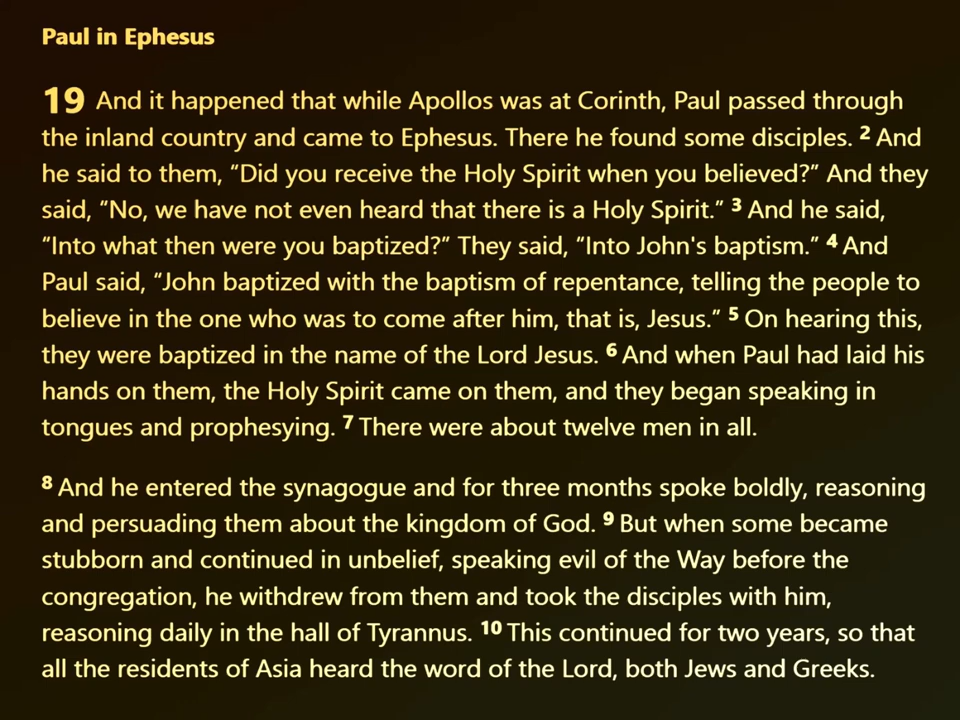 Paul in Ephesus
19 And it happened that while Apollos was at Corinth, Paul passed through
the inland country and came to Ephesus. There he found some disciples. 2 And
he said to them, “Did you receive the Holy Spirit when you believed?” And they
said, “No, we have not even heard that there is a Holy Spirit.” 3 And he said,
“Into what then were you baptized?” They said, “Into John's baptism.” 4 And
Paul said, “John baptized with the baptism of repentance, telling the people to
believe in the one who was to come after him, that is, Jesus.” 5 On hearing this,
they were baptized in the name of the Lord Jesus. 6 And when Paul had laid his
hands on them, the Holy Spirit came on them, and they began speaking in
tongues and prophesying. 7 There were about twelve men in all.
8 And he entered the synagogue and for three months spoke boldly, reasoning
and persuading them about the kingdom of God. 9 But when some became
stubborn and continued in unbelief, speaking evil of the Way before the
congregation, he withdrew from them and took the disciples with him,
reasoning daily in the hall of Tyrannus. 10 This continued for two years, so that
all the residents of Asia heard the word of the Lord, both Jews and Greeks.